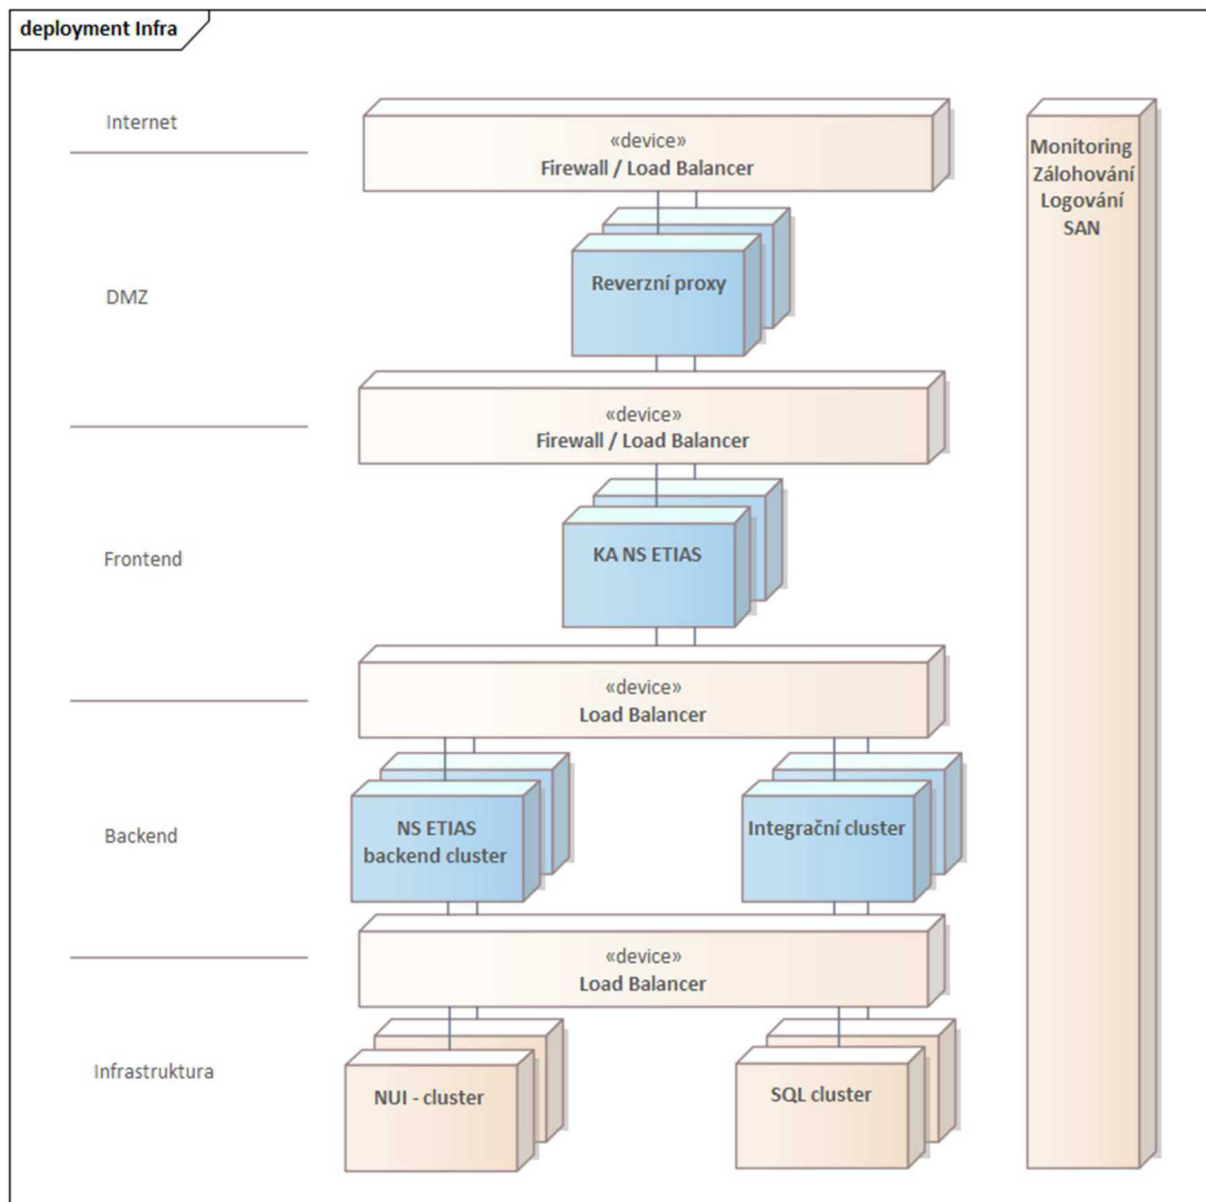 deployment Infra
Internet
«device»
Firewall / Load Balancer
Monitoring
Zálohování
Logování
SAN
DMZ
Reverzní proxy
«device»
Firewall / Load Balancer
Frontend
KA NS ETIAS
«device»
Load Balancer
Backend
NS ETIAS
backend cluster
Integrační cluster
«device»
Load Balancer
Infrastruktura
NUI - cluster
SQL cluster